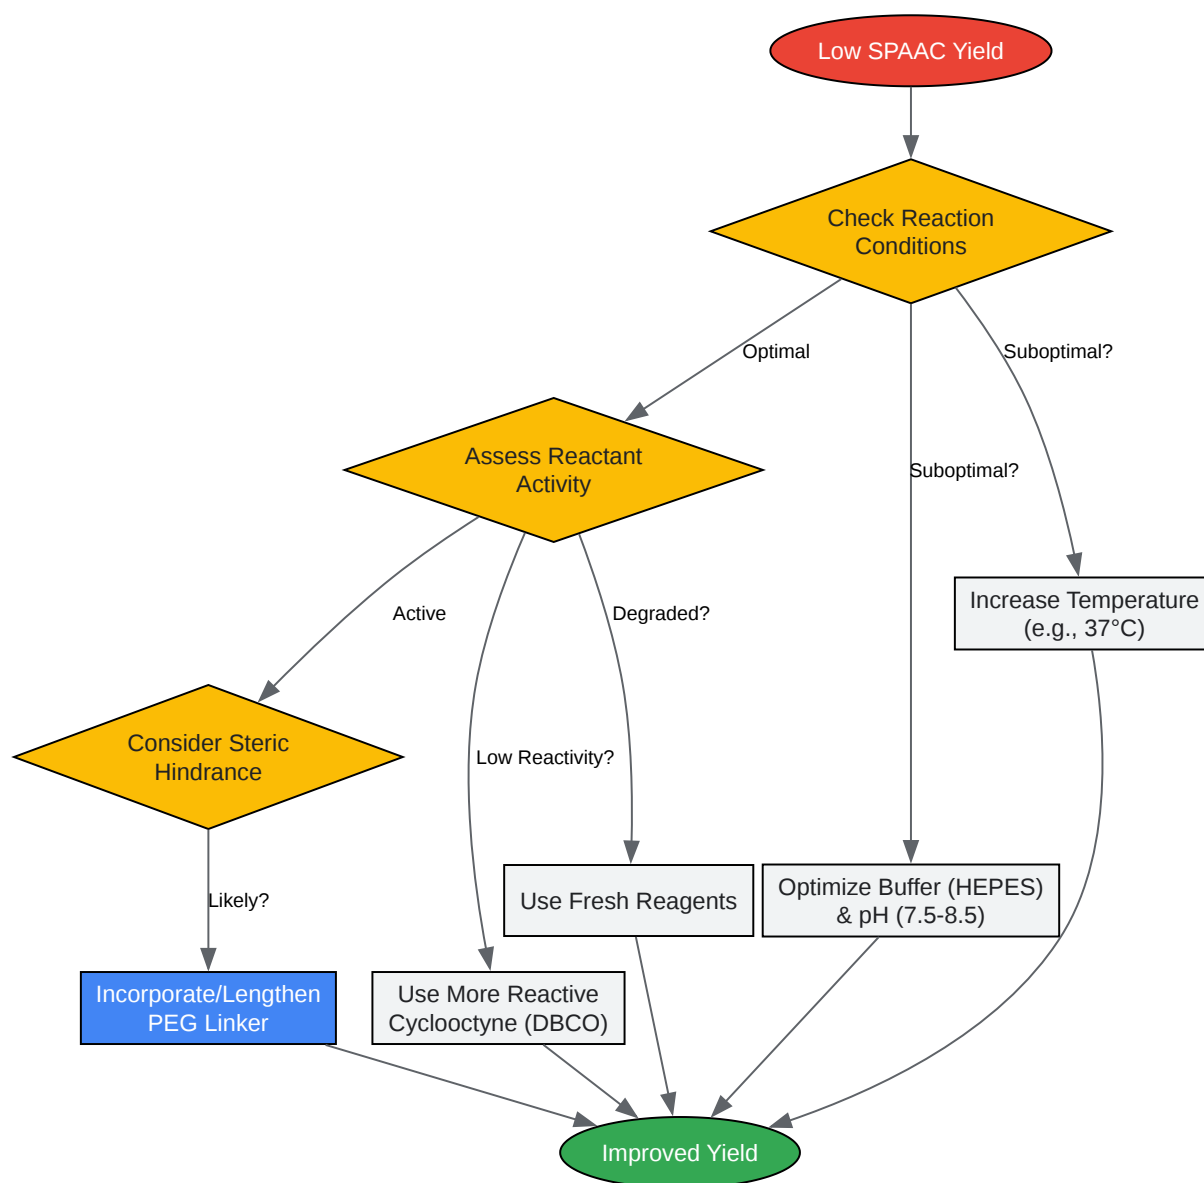 Low SPAAC Yield
Check Reaction
Conditions
Optimal
Suboptimal?
Assess Reactant
Activity
Suboptimal?
Increase Temperature
(e.g., 37°C)
Active
Degraded?
Consider Steric
Hindrance
Low Reactivity?
Likely?
Use Fresh Reagents
Optimize Buffer (HEPES)
& pH (7.5-8.5)
Incorporate/Lengthen
PEG Linker
Use More Reactive
Cyclooctyne (DBCO)
Improved Yield